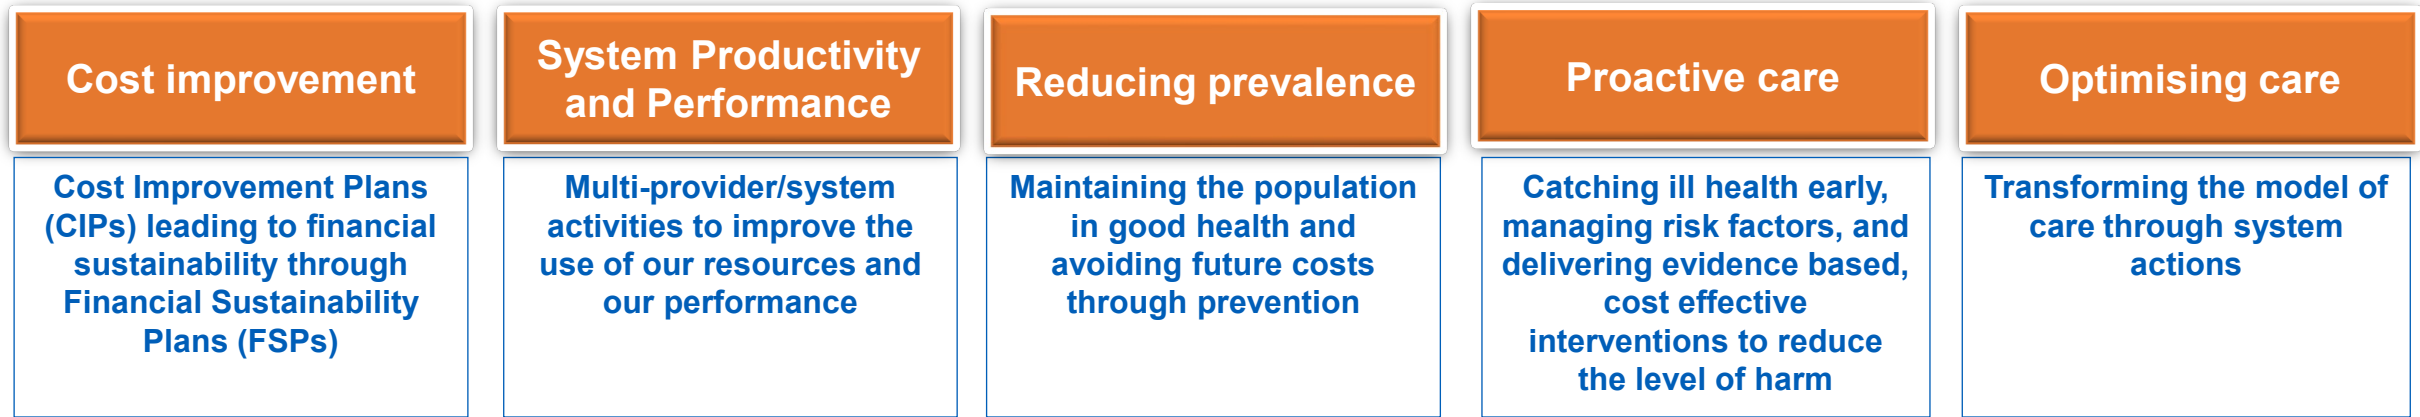 Cost improvement
Cost Improvement Plans
(CIPs) leading to financial
sustainability through
Financial Sustainability
Plans (FSPs)
System Productivity
and Performance
Multi-provider/system
activities to improve the
use of our resources and
our performance
Reducing prevalence
Maintaining the population
in good health and
avoiding future costs
through prevention
Proactive care
Catching ill health early,
managing risk factors, and
delivering evidence based,
cost effective
interventions to reduce
the level of harm
Optimising care
Transforming the model of
care through system
actions